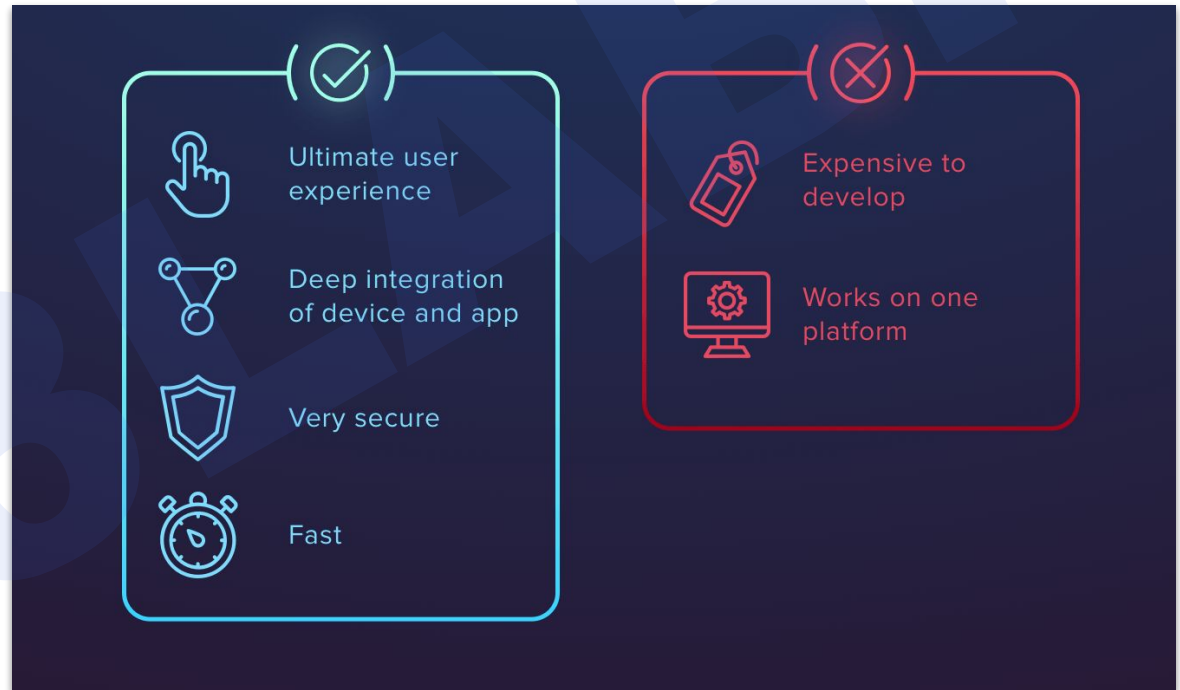 Ultimate user
experience
Deep integration
of device and app
Very secure
Fast
Expensive to
develop
Works on one
platform